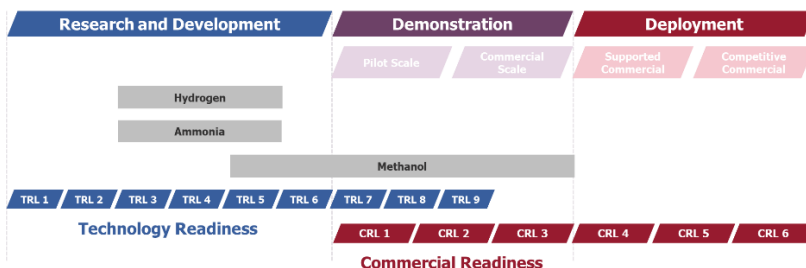 Research and Development Demonstration Deployment
Pilot Scale Commercial Scale Supported Commercial Competitive Commercial
Hydrogen
Ammonia
Methanol
TRL 1 TRL 2 TRL 3 TRL 4 TRL 5 TRL 6 TRL 7 TRL 8 TRL 9
Technology Readiness
CRL 1 CRL 2 CRL 3 CRL 4 CRL 5 CRL 6
Commercial Readiness